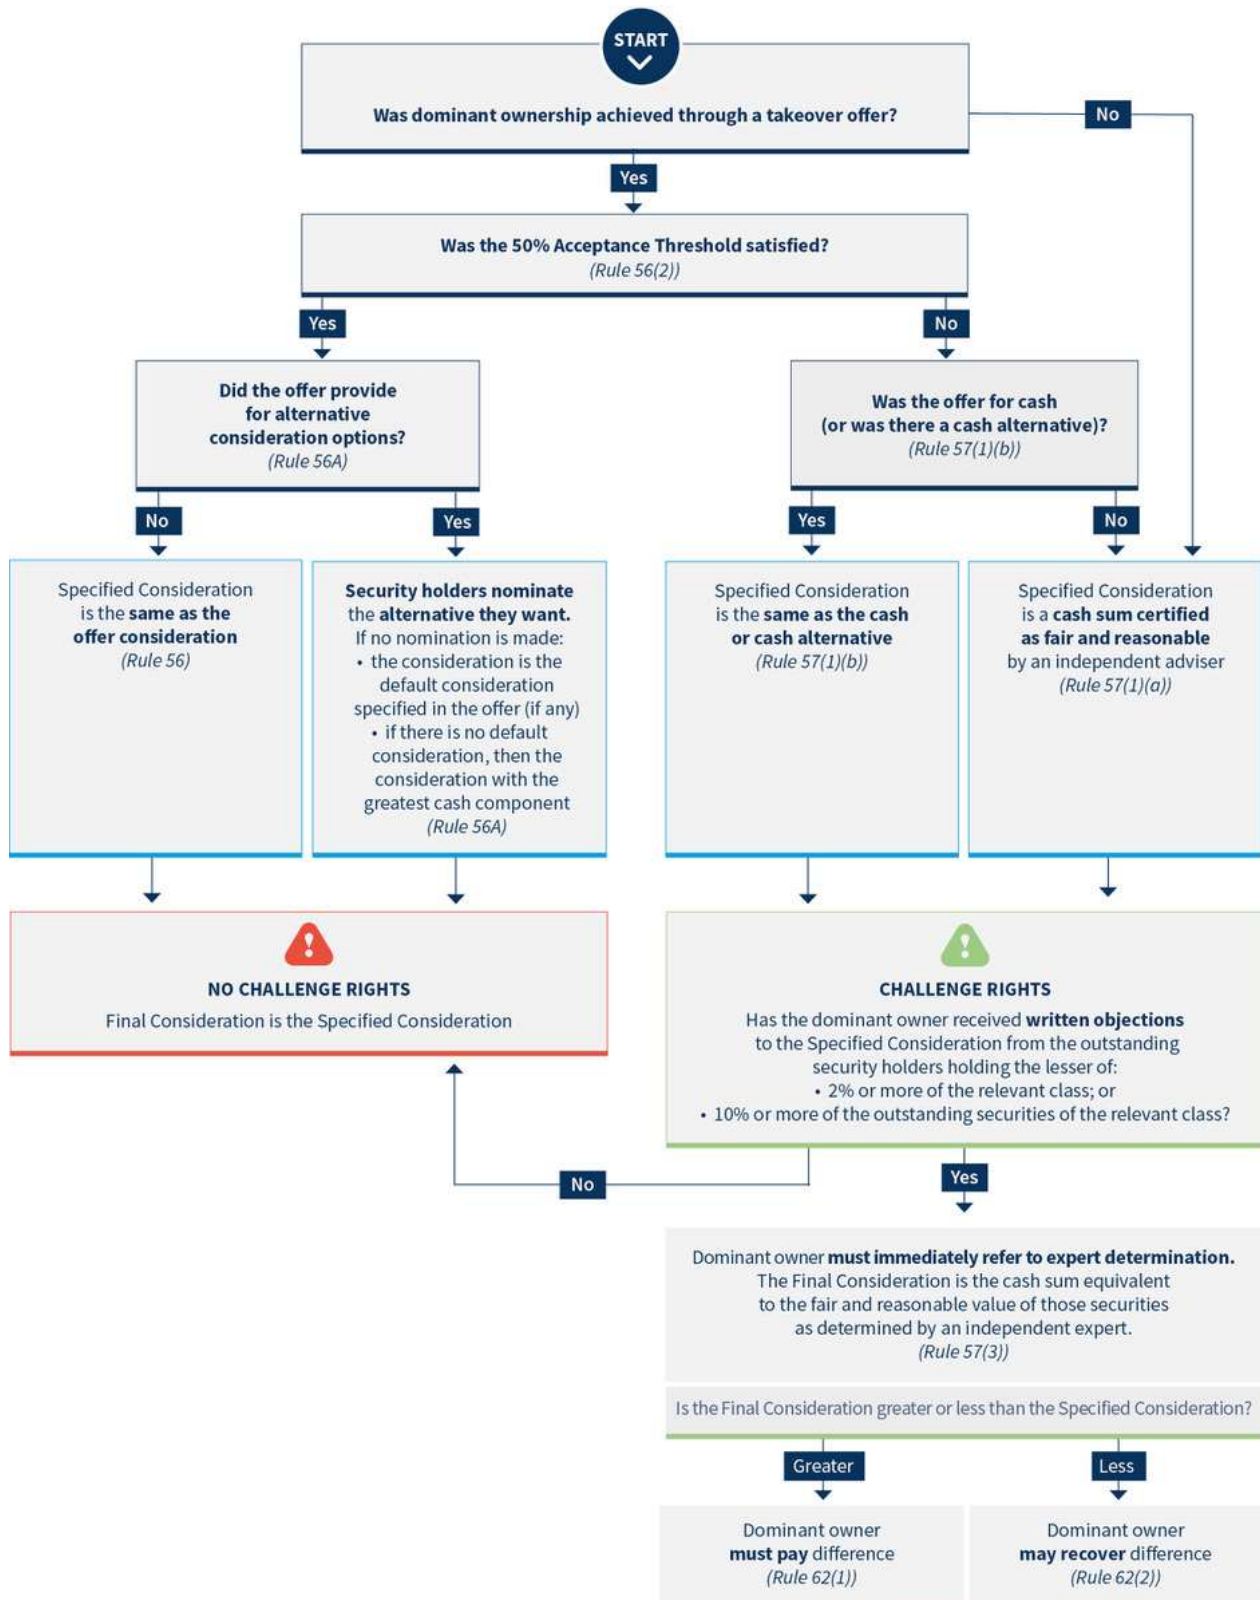 START
Was dominant ownership achieved through a takeover offer?
No
Yes
Was the 50% Acceptance Threshold satisfied?
(Rule 56(2))
Yes
No
Did the offer provide
for alternative
consideration options?
(Rule 56A)
Was the offer for cash
(or was there a cash alternative)?
(Rule 57(1)(b))
No
Yes
Yes
No
Specified Consideration
is the same as the
offer consideration
(Rule 56)
Security holders nominate
the alternative they want.
If no nomination is made:
• the consideration is the
default consideration
specified in the offer (if any)
• if there is no default
consideration, then the
consideration with the
greatest cash component
(Rule 56A)
Specified Consideration
is the same as the cash
or cash alternative
(Rule 57(1)(b))
Specified Consideration
is a cash sum certified
as fair and reasonable
by an independent adviser
(Rule 57(1)(a))
!
NO CHALLENGE RIGHTS
Final Consideration is the Specified Consideration
!
CHALLENGE RIGHTS
Has the dominant owner received written objections
to the Specified Consideration from the outstanding
security holders holding the lesser of:
• 2% or more of the relevant class; or
• 10% or more of the outstanding securities of the relevant class?
No
Yes
Dominant owner must immediately refer to expert determination.
The Final Consideration is the cash sum equivalent
to the fair and reasonable value of those securities
as determined by an independent expert.
(Rule 57(3))
Is the Final Consideration greater or less than the Specified Consideration?
Greater
Less
Dominant owner
must pay difference
(Rule 62(1))
Dominant owner
may recover difference
(Rule 62(2))